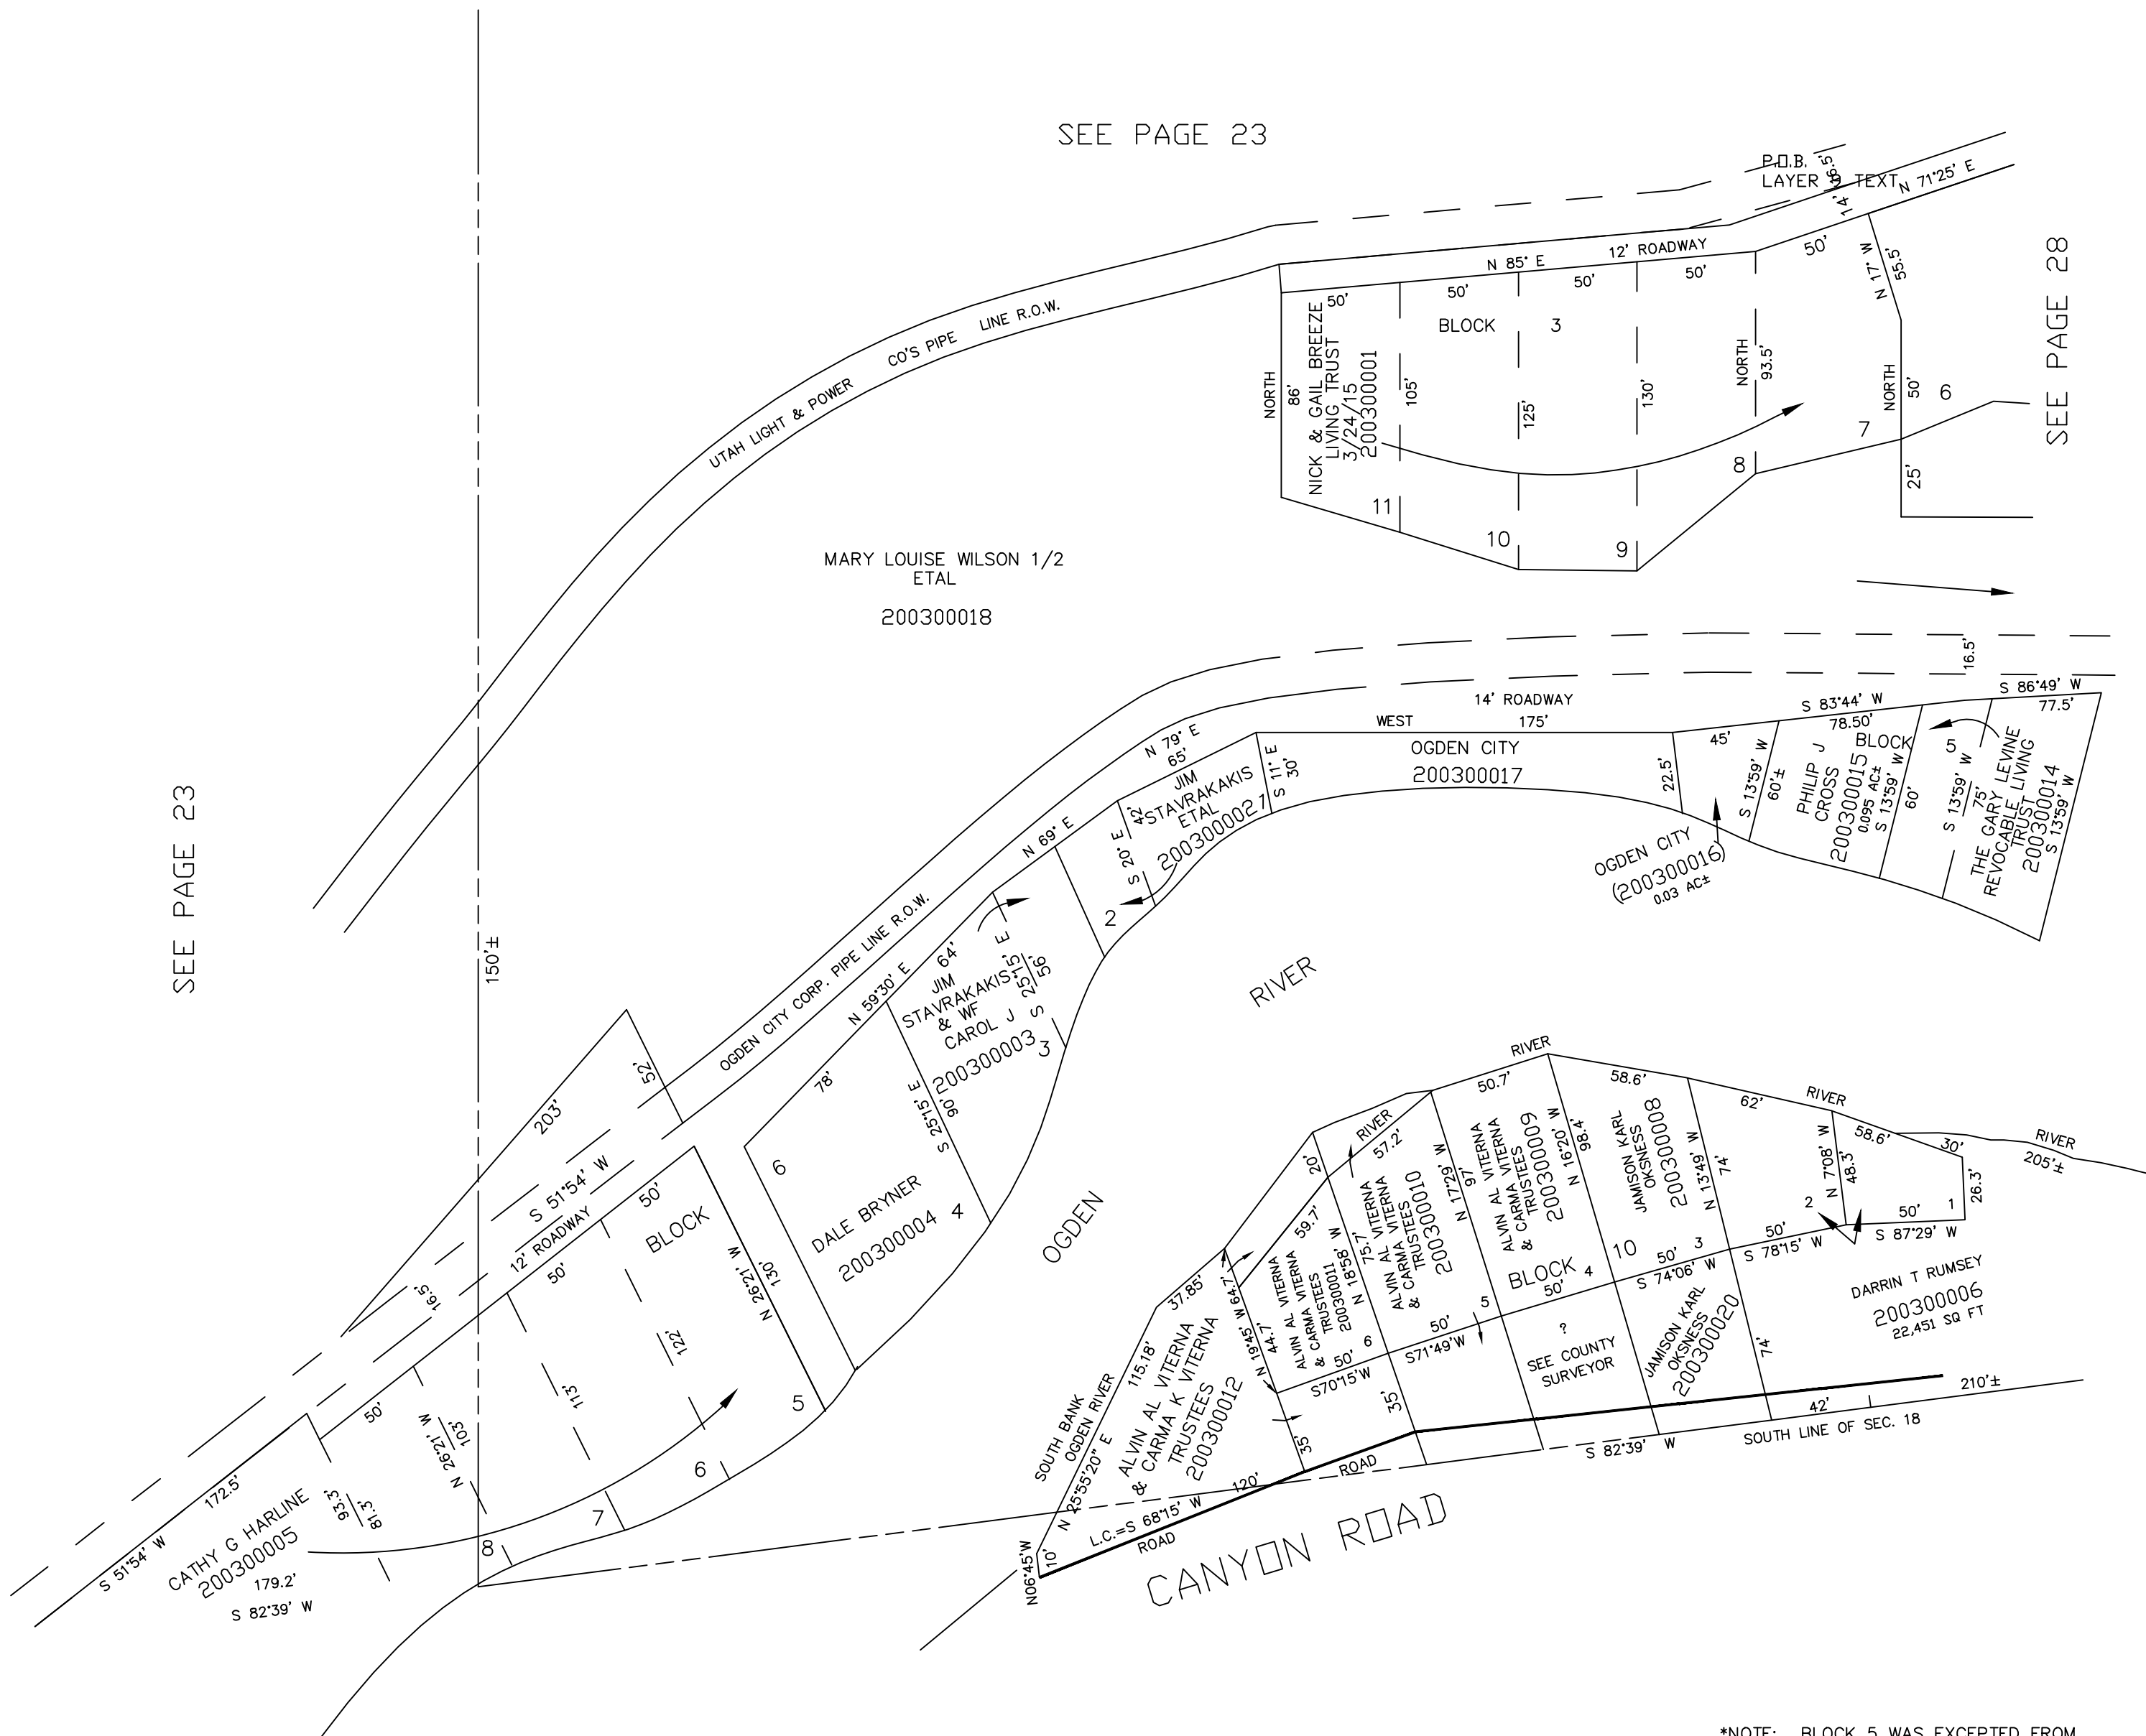 SEE PAGE 23
P.O.B.
LAYER 0 TEXT
16.5'
14'
N 71°25' E
SEE PAGE 28
12' ROADWAY
N 85° E
50'
50'
50'
50'
50'
N 17° W
55.5'
BLOCK 3
NORTH
86'
NICK & GAIL BREEZE
LIVING TRUST
3/24/15
200300001
105'
125'
130'
NORTH
93.5'
NORTH
50'
6
7
25'
8
9
10
11
UTAH LIGHT & POWER CO'S PIPE LINE R.O.W.
MARY LOUISE WILSON 1/2
ETAL
200300018
16.5'
14' ROADWAY
WEST 175'
OGDEN CITY
200300017
22.5'
45'
S 83°44' W
78.50'
S 86°49' W
77.5'
S 13°59' W
60'±
PHILIP J
CROSS
200300015
0.095 AC±
BLOCK
5
S 13°59' W
60'
S 13°59' W
75'
THE GARY LEVINE
REVOCABLE LIVING
TRUST
200300014
S 13°59' W
OGDEN CITY
(200300016)
0.03 AC±
N 79° E
65'
JIM
STAVRAKAKIS
ETAL
200300021
S 11° E
30'
N 69° E
S 20° E
42'
2
SEE PAGE 23
150'±
OGDEN CITY CORP. PIPE LINE R.O.W.
N 59°30' E
64'
JIM
STAVRAKAKIS
& WF
CAROL J
200300003
3
S 25°15' E
56'
78'
S 25°15' E
90'
6
DALE BRYNER
200300004
4
OGDEN
RIVER
203'
52'
S 51°54' W
12' ROADWAY
16.5'
50'
50'
50'
BLOCK
N 26°21' W
130'
122'
113'
N 26°21' W
103'
5
6
7
8
172.5'
S 51°54' W
93.3'
81.3'
CATHY G HARLINE
200300005
179.2'
S 82°39' W
RIVER
50.7'
58.6'
62'
RIVER
58.6'
30'
RIVER
205'±
RIVER
57.2'
20'
59.7'
37.85'
115.18'
SOUTH BANK
OGDEN RIVER
N 25°55'20" E
N06°45'W
10'
ALVIN AL VITERNA
& CARMA K VITERNA
TRUSTEES
200300012
N 19°45' W 64.7'
44.7'
35'
ALVIN AL VITERNA
& CARMA VITERNA
TRUSTEES
200300011
N 18°58' W
75.7'
50'
6
S70°15'W
ALVIN AL VITERNA
& CARMA VITERNA
TRUSTEES
200300010
N 17°29' W
97'
50'
5
S71°49'W
35'
ALVIN AL VITERNA
& CARMA VITERNA
TRUSTEES
200300009
N 16°20' W
98.4'
BLOCK 10
50'
4
JAMISON KARL
OKSNESS
200300008
N 13°49' W
74'
50'
3
S 74°06' W
2
50'
S 78°15' W
N 7°08' W
48.3'
50'
1
26.3'
S 87°29' W
?
SEE COUNTY
SURVEYOR
JAMISON KARL
OKSNESS
200300020
74'
DARRIN T RUMSEY
200300006
22,451 SQ FT
42'
210'±
SOUTH LINE OF SEC. 18
S 82°39' W
120'
L.C.=S 68°15' W
ROAD
ROAD
CANYON ROAD
*NOTE: BLOCK 5 WAS EXCEPTED FROM